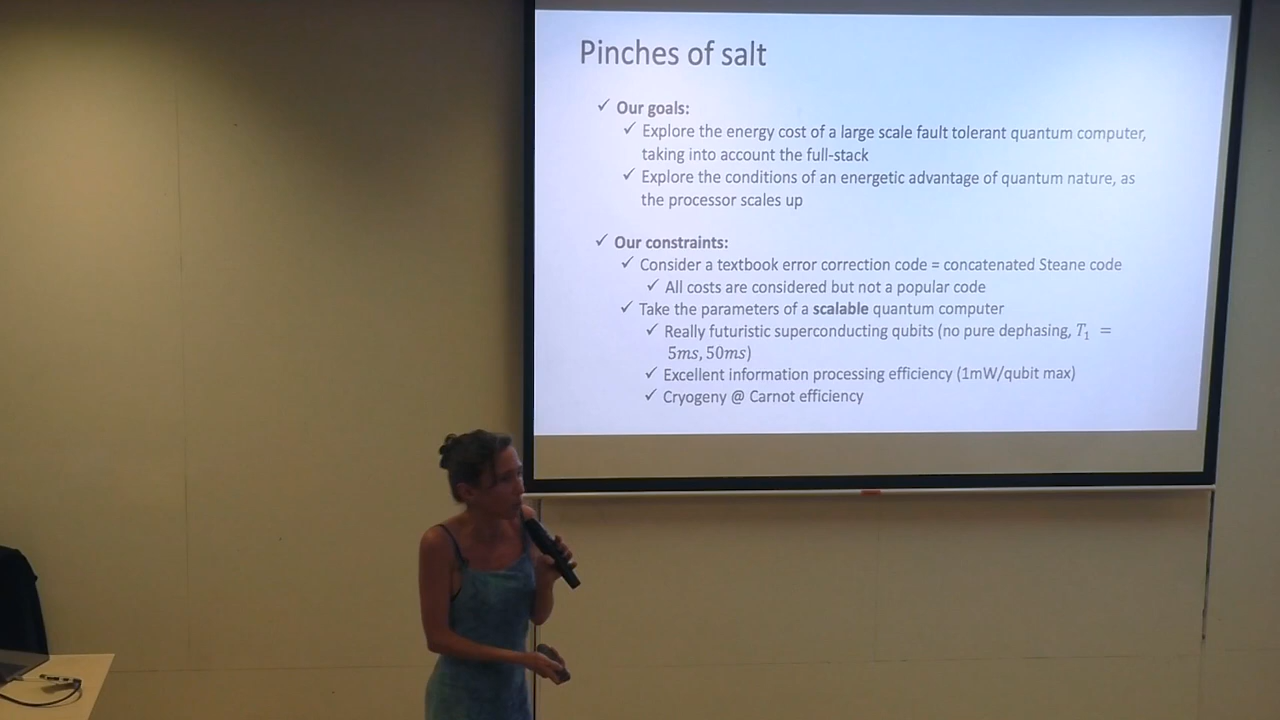 Pinches of salt
✓ Our goals:
✓ Explore the energy cost of a large scale fault tolerant quantum computer,
taking into account the full-stack
✓ Explore the conditions of an energetic advantage of quantum nature, as
the processor scales up
✓ Our constraints:
✓ Consider a textbook error correction code = concatenated Steane code
✓ All costs are considered but not a popular code
✓ Take the parameters of a scalable quantum computer
✓ Really futuristic superconducting qubits (no pure dephasing, T₁ =
5ms, 50ms)
✓ Excellent information processing efficiency (1mW/qubit max)
✓ Cryogeny @ Carnot efficiency